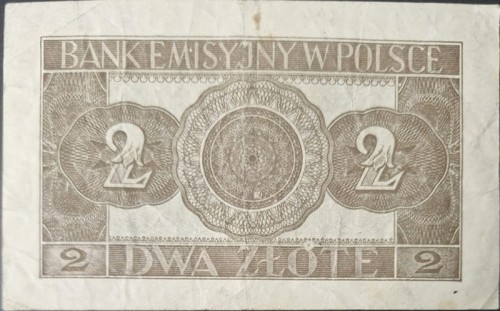 BANK EMISYJNY W POLSCE
2 2
2 DWA ZŁOTE 2